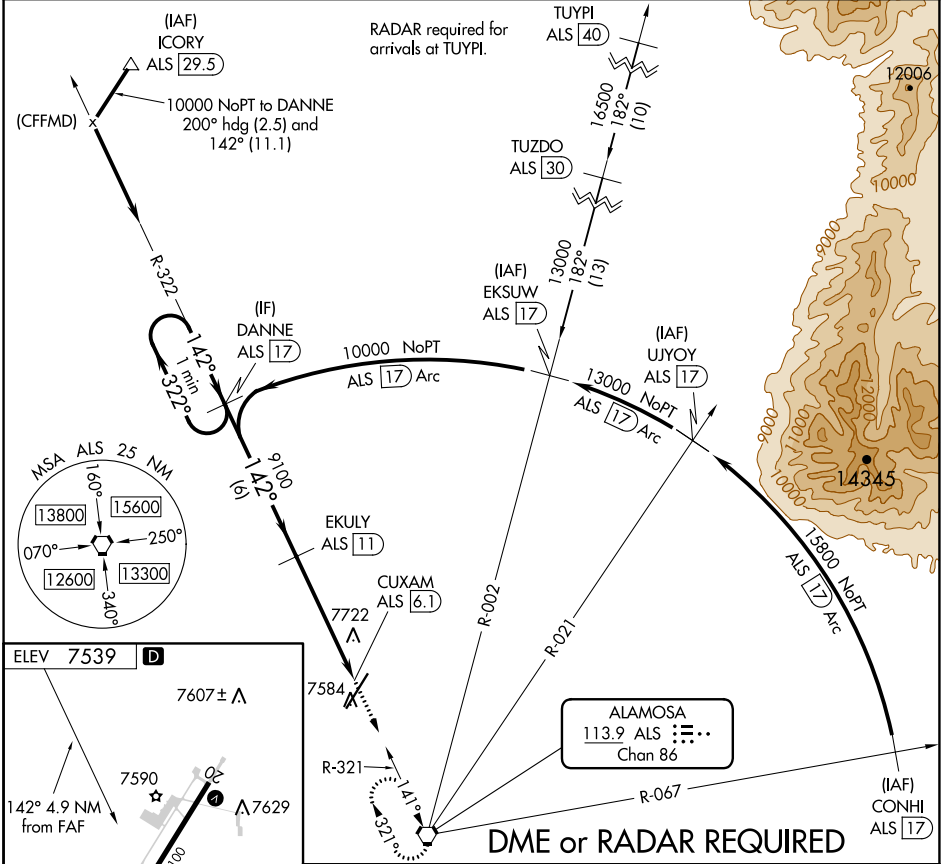 (IAF)
ICORY
ALS 29.5
(CFFMD) x
10000 NoPT to DANNE
200° hdg (2.5) and
142° (11.1)
RADAR required for
arrivals at TUYPI.
TUYPI
ALS 40
16500
182°
(10)
TUZDO
ALS 30
13000
182°
(13)
12006
10000
9000
R-322
(IF)
DANNE
ALS 17
142°
1 min
322°
(IAF)
EKSUW
ALS 17
10000 NoPT
ALS 17 Arc
(IAF)
UJYOY
ALS 17
13000 NoPT
ALS 17 Arc
12000
11000
9000
10000
14345
15800 NoPT
ALS 17 Arc
9100
142°
(6)
MSA ALS 25 NM
160°
13800
15600
070°
250°
12600
13300
340°
EKULY
ALS 11
CUXAM
ALS 6.1
7722
7584
R-002
R-021
ELEV 7539 D
7607±
7590
20
7629
142° 4.9 NM
from FAF
100
R-321
141°
321°
ALAMOSA
113.9 ALS
Chan 86
R-067
(IAF)
CONHI
ALS 17
DME or RADAR REQUIRED